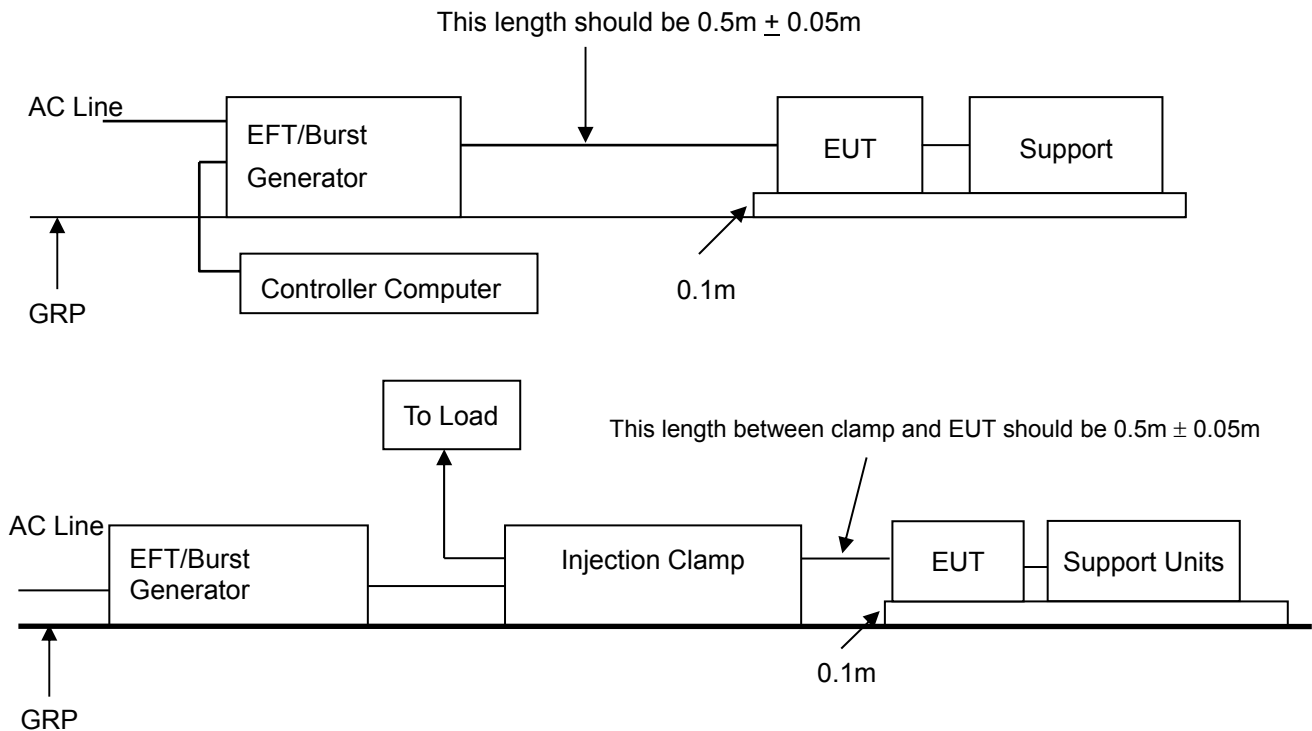 This length should be 0.5m ± 0.05m
AC Line
EFT/Burst
Generator
EUT
Support
Controller Computer
0.1m
GRP
To Load
This length between clamp and EUT should be 0.5m ± 0.05m
AC Line
EFT/Burst
Generator
Injection Clamp
EUT
Support Units
0.1m
GRP